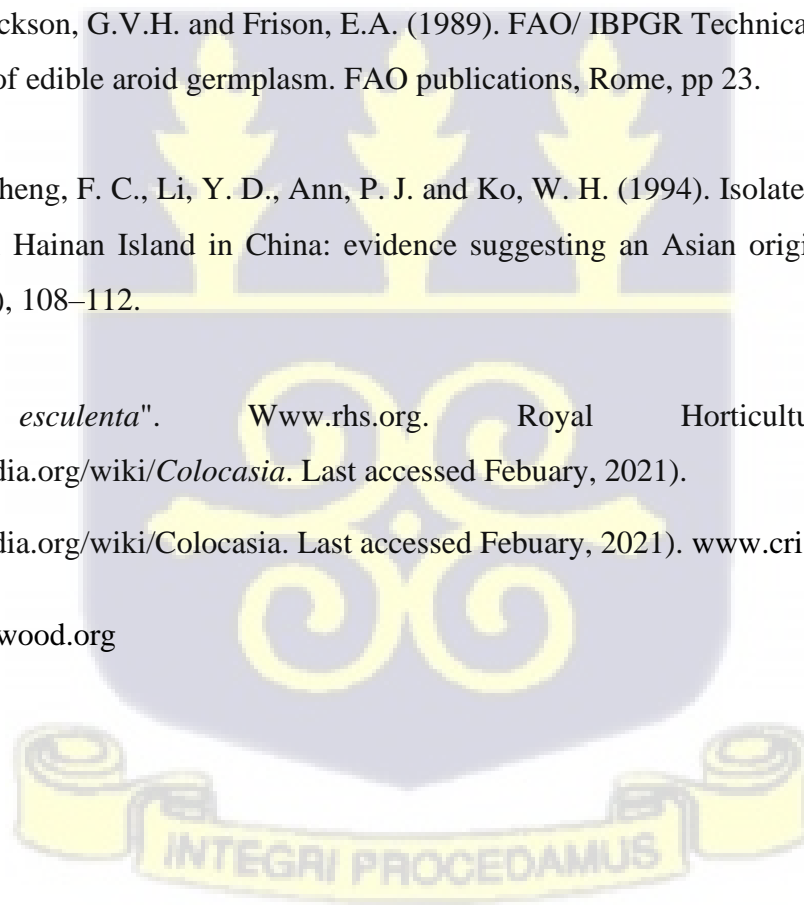 ckson, G.V.H. and Frison, E.A. (1989). FAO/ IBPGR Technica
of edible aroid germplasm. FAO publications, Rome, pp 23.
heng, F. C., Li, Y. D., Ann, P. J. and Ko, W. H. (1994). Isolate
Hainan Island in China: evidence suggesting an Asian origi
), 108–112.
esculenta". Www.rhs.org. Royal Horticultu
dia.org/wiki/Colocasia. Last accessed Febuary, 2021).
dia.org/wiki/Colocasia. Last accessed Febuary, 2021). www.cri
wood.org
INTEGRI PROCEDAMUS